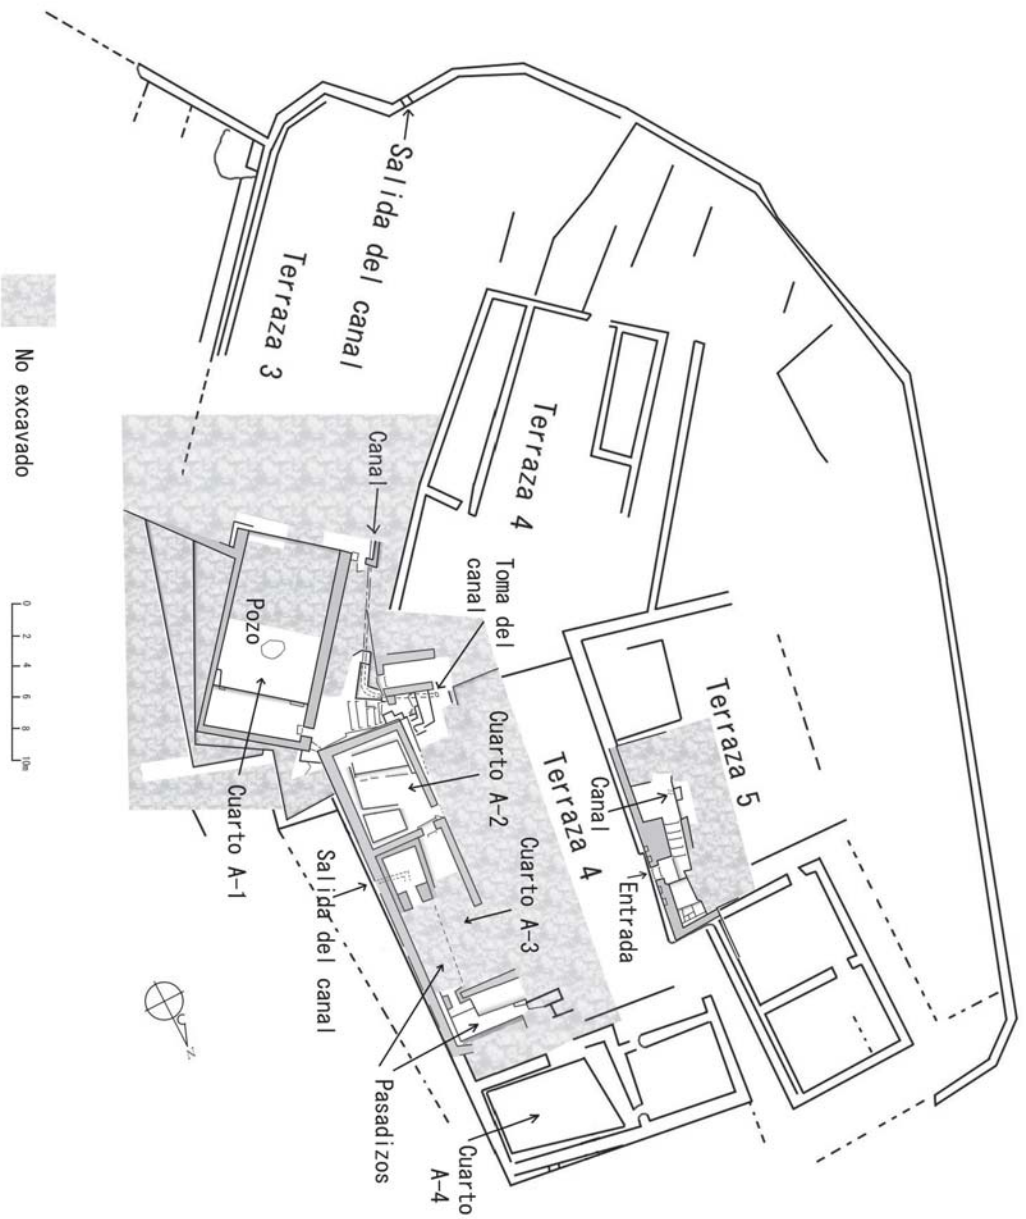 Salida del canal
Terraza 3
Terraza 4
Canal
Toma del
canal
Pozo
Cuarto A-1
Cuarto A-2
Cuarto A-3
Terraza 4
Terraza 5
Canal
Entrada
Salida del canal
Pasadizos
Cuarto
A-4
No excavado
0 2 4 6 8 10m
N